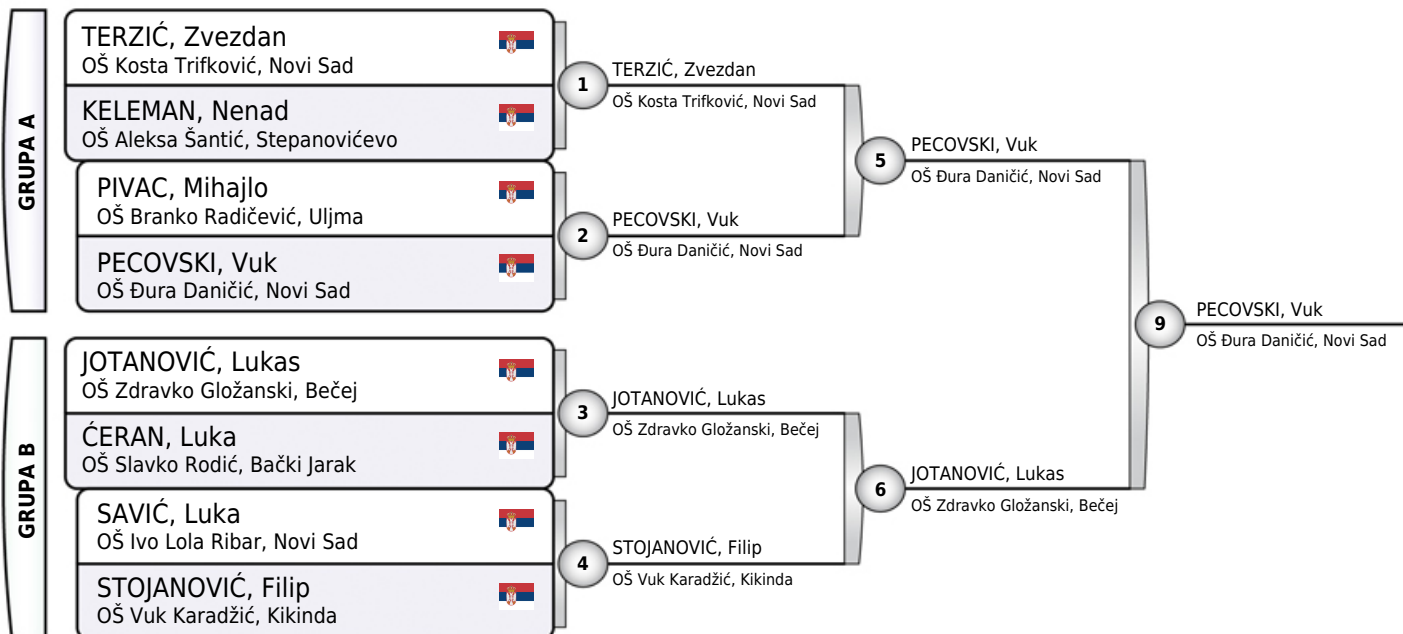 GRUPA A
TERZIĆ, Zvezdan
OŠ Kosta Trifković, Novi Sad
KELEMAN, Nenad
OŠ Aleksa Šantić, Stepanovićevo
PIVAC, Mihajlo
OŠ Branko Radičević, Uljma
PECOVSKI, Vuk
OŠ Đura Daničić, Novi Sad
GRUPA B
JOTANOVIĆ, Lukas
OŠ Zdravko Gložanski, Bečej
ĆERAN, Luka
OŠ Slavko Rodić, Bački Jarak
SAVIĆ, Luka
OŠ Ivo Lola Ribar, Novi Sad
STOJANOVIĆ, Filip
OŠ Vuk Karadžić, Kikinda
1
TERZIĆ, Zvezdan
OŠ Kosta Trifković, Novi Sad
2
PECOVSKI, Vuk
OŠ Đura Daničić, Novi Sad
3
JOTANOVIĆ, Lukas
OŠ Zdravko Gložanski, Bečej
4
STOJANOVIĆ, Filip
OŠ Vuk Karadžić, Kikinda
5
PECOVSKI, Vuk
OŠ Đura Daničić, Novi Sad
6
JOTANOVIĆ, Lukas
OŠ Zdravko Gložanski, Bečej
9
PECOVSKI, Vuk
OŠ Đura Daničić, Novi Sad